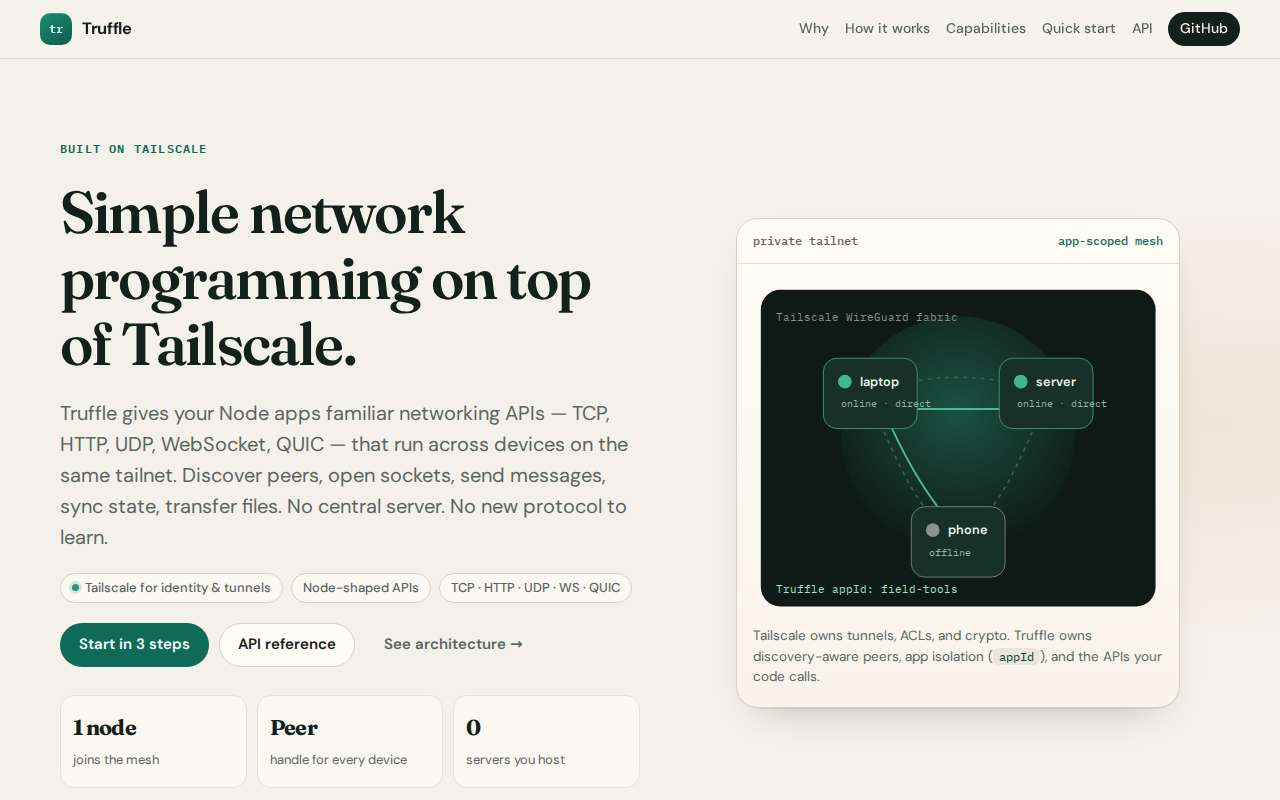 tr
Truffle
Why
How it works
Capabilities
Quick start
API
GitHub
BUILT ON TAILSCALE
Simple network
programming on top
of Tailscale.
Truffle gives your Node apps familiar networking APIs — TCP,
HTTP, UDP, WebSocket, QUIC — that run across devices on the
same tailnet. Discover peers, open sockets, send messages,
sync state, transfer files. No central server. No new protocol to
learn.
Tailscale for identity & tunnels
Node-shaped APIs
TCP · HTTP · UDP · WS · QUIC
Start in 3 steps
API reference
See architecture →
1 node
joins the mesh
Peer
handle for every device
0
servers you host
private tailnet
app-scoped mesh
Tailscale WireGuard fabric
laptop
online · direct
server
online · direct
phone
offline
Truffle appId: field-tools
Tailscale owns tunnels, ACLs, and crypto. Truffle owns
discovery-aware peers, app isolation (appId), and the APIs your
code calls.